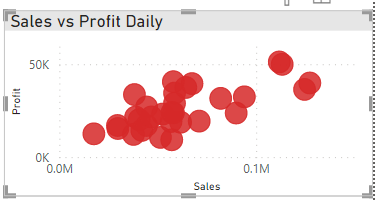 Sales vs Profit Daily
50K
Profit
0K
0.0M
0.1M
Sales